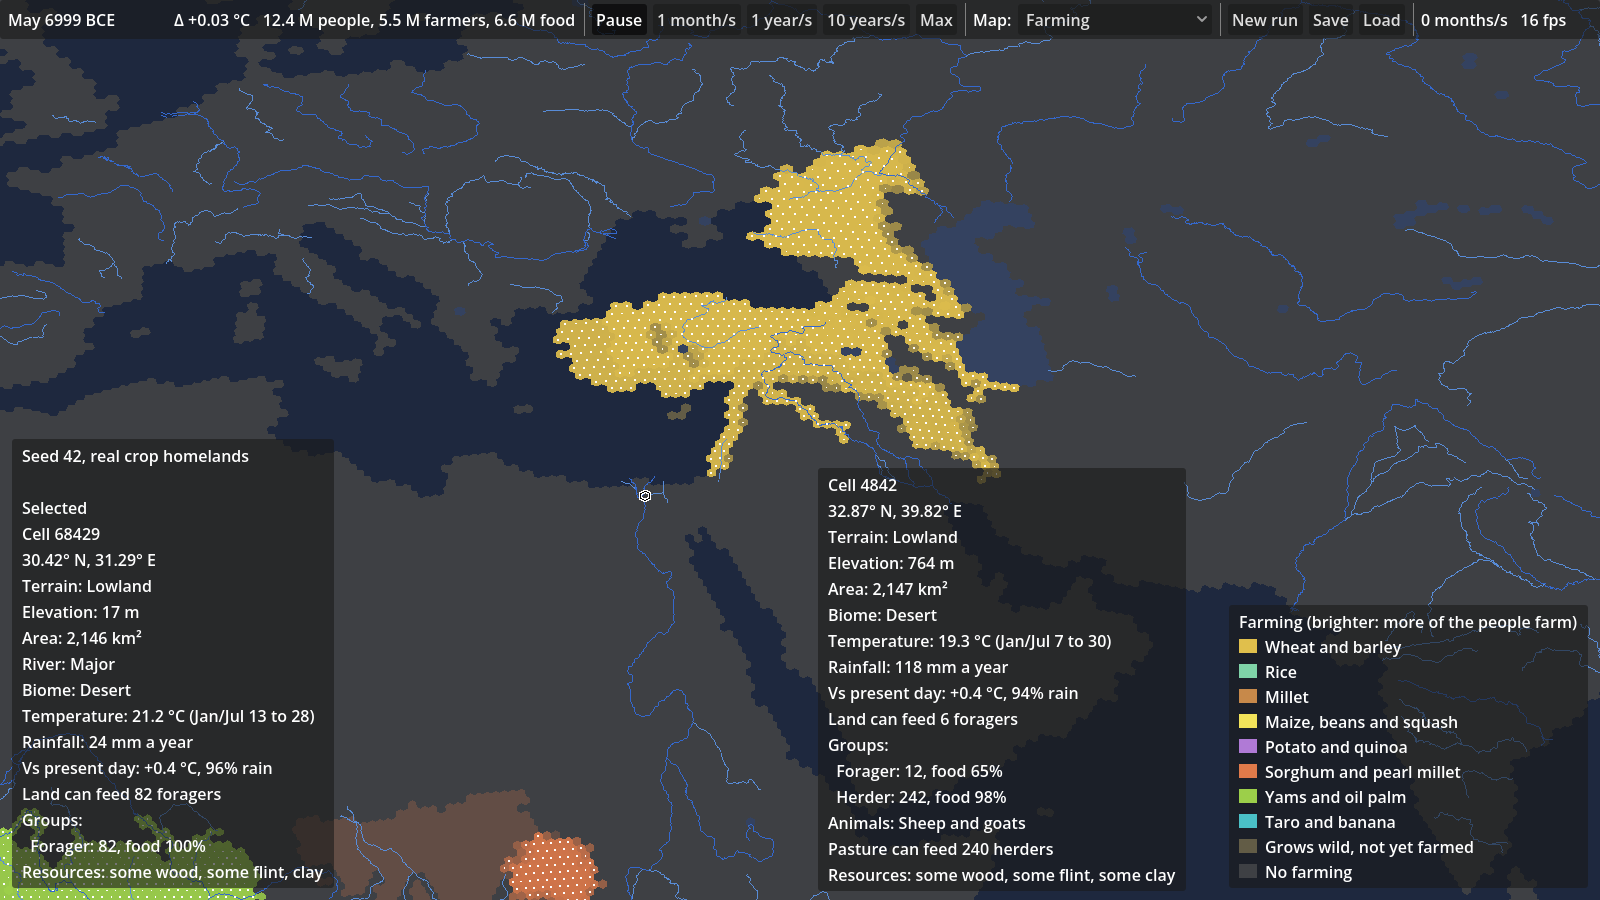 May 6999 BCE
Δ +0.03 °C
12.4 M people, 5.5 M farmers, 6.6 M food
Pause
1 month/s
1 year/s
10 years/s
Max
Map:
Farming
New run
Save
Load
0 months/s
16 fps
Seed 42, real crop homelands
Selected
Cell 68429
30.42° N, 31.29° E
Terrain: Lowland
Elevation: 17 m
Area: 2,146 km²
River: Major
Biome: Desert
Temperature: 21.2 °C (Jan/Jul 13 to 28)
Rainfall: 24 mm a year
Vs present day: +0.4 °C, 96% rain
Land can feed 82 foragers
Groups:
Forager: 82, food 100%
Resources: some wood, some flint, clay
Cell 4842
32.87° N, 39.82° E
Terrain: Lowland
Elevation: 764 m
Area: 2,147 km²
Biome: Desert
Temperature: 19.3 °C (Jan/Jul 7 to 30)
Rainfall: 118 mm a year
Vs present day: +0.4 °C, 94% rain
Land can feed 6 foragers
Groups:
Forager: 12, food 65%
Herder: 242, food 98%
Animals: Sheep and goats
Pasture can feed 240 herders
Resources: some wood, some flint, some clay
Farming (brighter: more of the people farm)
Wheat and barley
Rice
Millet
Maize, beans and squash
Potato and quinoa
Sorghum and pearl millet
Yams and oil palm
Taro and banana
Grows wild, not yet farmed
No farming